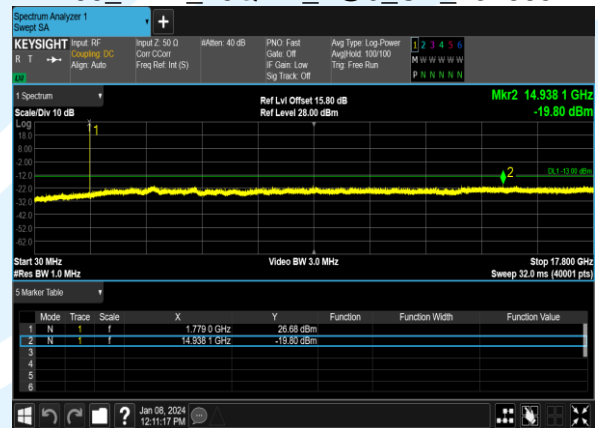 Spectrum Analyzer 1
Swept SA
+
KEYSIGHT Input: RF Input Z: 50 Ω #Atten: 40 dB PNO: Fast Avg Type: Log-Power 1 2 3 4 5 6
R T Coupling: DC Corr CCorr Gate: Off Avg|Hold: 100/100 M W W W W W
Align: Auto Freq Ref: Int (S) IF Gain: Low Trig: Free Run
Sig Track: Off P N N N N N
1 Spectrum Ref Lvl Offset 15.80 dB Mkr2 14.938 1 GHz
Scale/Div 10 dB Ref Level 28.00 dBm -19.80 dBm
Log
1
18.0
8.00
-2.00
-12.0
2
DL1 -13.00 dBm
-22.0
-32.0
-42.0
-52.0
-62.0
Start 30 MHz Video BW 3.0 MHz Stop 17.800 GHz
#Res BW 1.0 MHz Sweep 32.0 ms (40001 pts)
5 Marker Table
Mode Trace Scale X Y Function Function Width Function Value
1 N 1 f 1.779 0 GHz 26.68 dBm
2 N 1 f 14.938 1 GHz -19.80 dBm
3
4
5
6
? Jan 08, 2024
12:11:17 PM